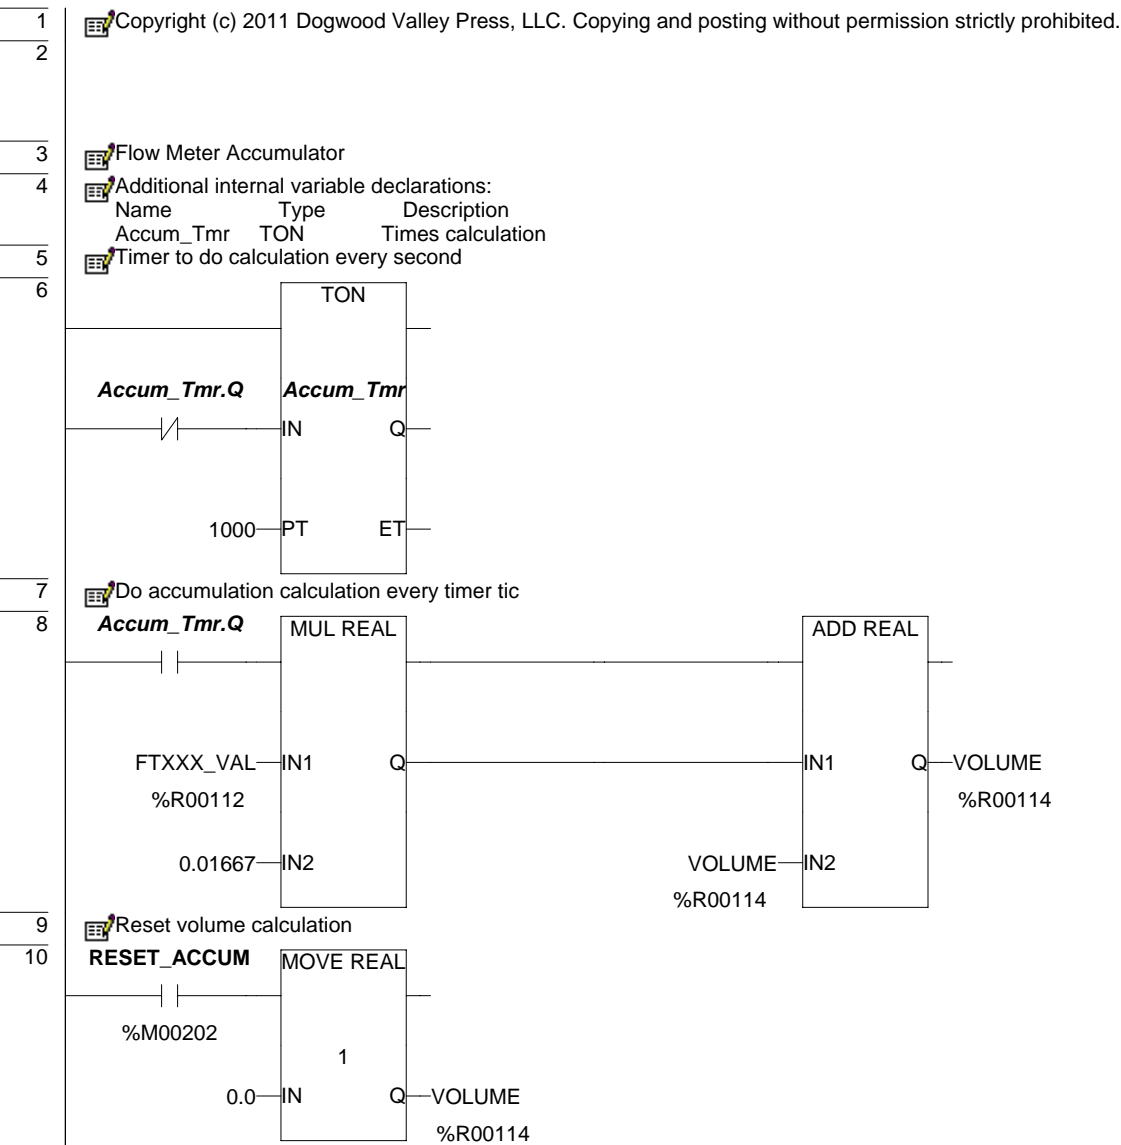 1 Copyright (c) 2011 Dogwood Valley Press, LLC. Copying and posting without permission strictly prohibited.
2
3 Flow Meter Accumulator
4 Additional internal variable declarations:
Name Type Description
Accum_Tmr TON Times calculation
5 Timer to do calculation every second
6 TON
Accum_Tmr.Q Accum_Tmr
IN Q
1000 PT ET
7 Do accumulation calculation every timer tic
8 Accum_Tmr.Q MUL REAL ADD REAL
FTXXX_VAL IN1 Q IN1 Q VOLUME
%R00112 %R00114
0.01667 IN2 VOLUME IN2
%R00114
9 Reset volume calculation
10 RESET_ACCUM MOVE REAL
%M00202
1
0.0 IN Q VOLUME
%R00114